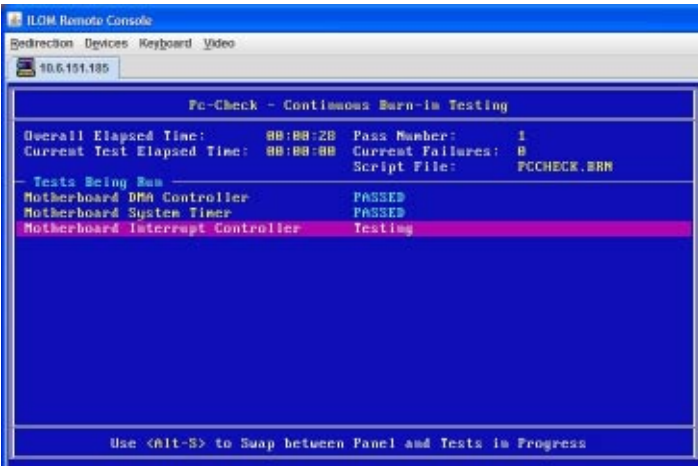 ILOM Remote Console
Redirection Devices Keyboard Video
10.6.151.185
Pc-Check - Continuous Burn-in Testing
Overall Elapsed Time: 00:00:28 Pass Number: 1
Current Test Elapsed Time: 00:00:00 Current Failures: 0
Script File: PCCHECK.BRN
Tests Being Run
Motherboard DMA Controller PASSED
Motherboard System Timer PASSED
Motherboard Interrupt Controller Testing
Use <Alt-S> to Swap between Panel and Tests in Progress